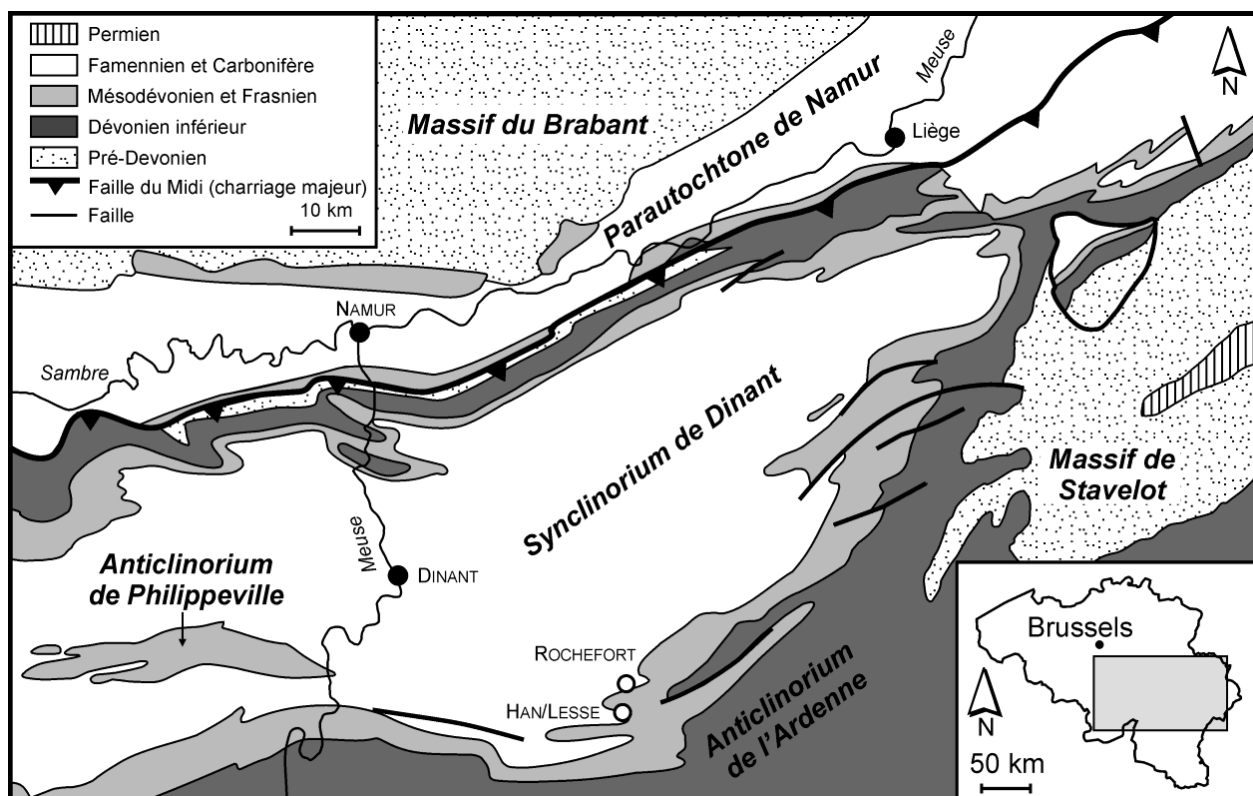 Permien
Famennien et Carbonifère
Mésodévonien et Frasnien
Dévonien inférieur
Pré-Devonien
Faille du Midi (charriage majeur)
Faille
10 km
Massif du Brabant
Parautochtone de Namur
Meuse
N
Liège
NAMUR
Sambre
Synclinorium de Dinant
Massif de
Stavelot
Meuse
DINANT
Anticlinorium
de Philippeville
ROCHEFORT
HAN/LESSE
Anticlinorium
de l'Ardenne
Brussels
N
50 km